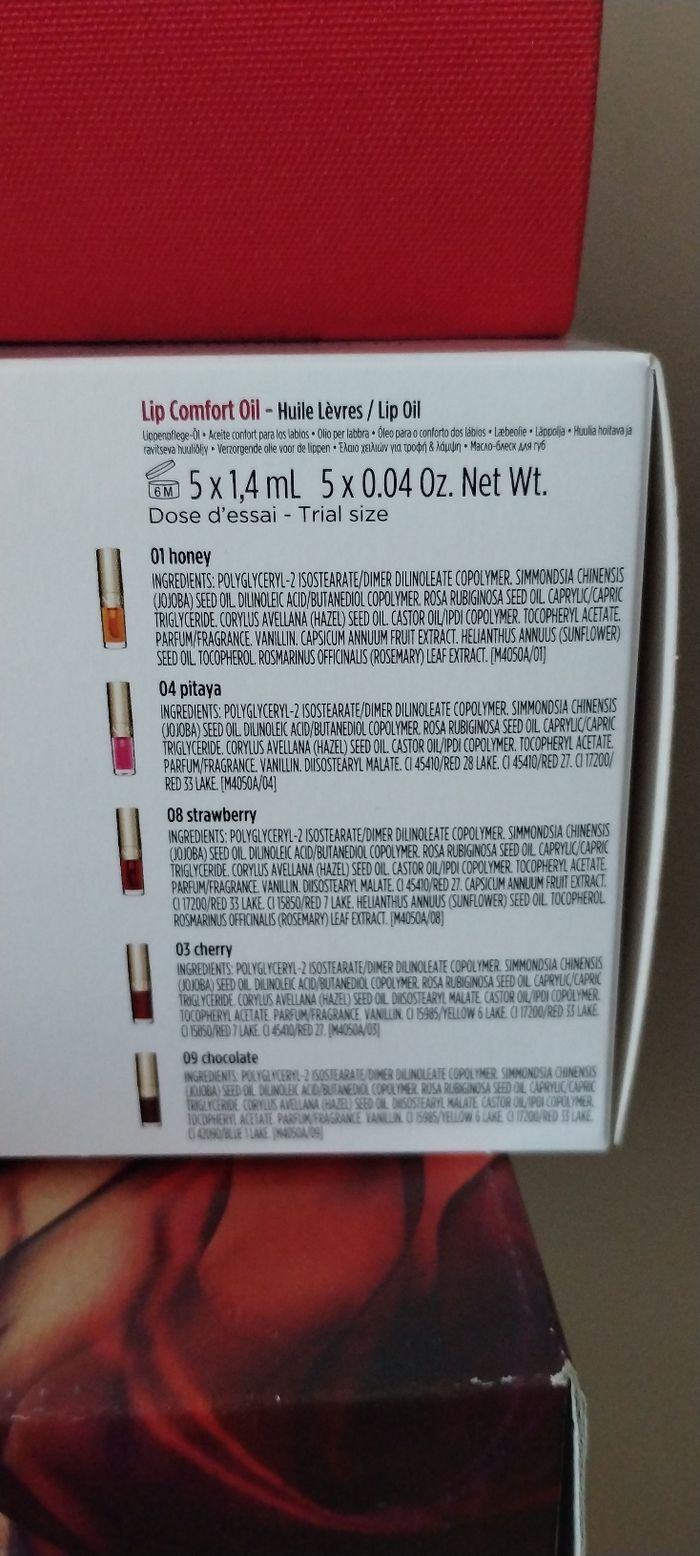 Lip Comfort Oil - Huile Lèvres / Lip Oil
Lippenpflege-Öl • Aceite confort para los labios • Olio per labbra • Óleo para o conforto dos lábios • Læbeolie • Läppolja • Huulia hoitava ja
ravitseva huuliöljy • Verzorgende olie voor de lippen • Έλαιο χειλιών για τροφή & λάμψη • Масло-блеск для губ
6 M 5 x 1,4 mL 5 x 0.04 Oz. Net Wt.
Dose d'essai - Trial size
01 honey
INGREDIENTS: POLYGLYCERYL-2 ISOSTEARATE/DIMER DILINOLEATE COPOLYMER. SIMMONDSIA CHINENSIS
(JOJOBA) SEED OIL. DILINOLEIC ACID/BUTANEDIOL COPOLYMER. ROSA RUBIGINOSA SEED OIL. CAPRYLIC/CAPRIC
TRIGLYCERIDE. CORYLUS AVELLANA (HAZEL) SEED OIL. CASTOR OIL/IPDI COPOLYMER. TOCOPHERYL ACETATE.
PARFUM/FRAGRANCE. VANILLIN. CAPSICUM ANNUUM FRUIT EXTRACT. HELIANTHUS ANNUUS (SUNFLOWER)
SEED OIL. TOCOPHEROL. ROSMARINUS OFFICINALIS (ROSEMARY) LEAF EXTRACT. [M4050A/01]
04 pitaya
INGREDIENTS: POLYGLYCERYL-2 ISOSTEARATE/DIMER DILINOLEATE COPOLYMER. SIMMONDSIA CHINENSIS
(JOJOBA) SEED OIL. DILINOLEIC ACID/BUTANEDIOL COPOLYMER. ROSA RUBIGINOSA SEED OIL. CAPRYLIC/CAPRIC
TRIGLYCERIDE. CORYLUS AVELLANA (HAZEL) SEED OIL. CASTOR OIL/IPDI COPOLYMER. TOCOPHERYL ACETATE.
PARFUM/FRAGRANCE. VANILLIN. DIISOSTEARYL MALATE. CI 45410/RED 28 LAKE. CI 45410/RED 27. CI 17200/
RED 33 LAKE. [M4050A/04]
08 strawberry
INGREDIENTS: POLYGLYCERYL-2 ISOSTEARATE/DIMER DILINOLEATE COPOLYMER. SIMMONDSIA CHINENSIS
(JOJOBA) SEED OIL. DILINOLEIC ACID/BUTANEDIOL COPOLYMER. ROSA RUBIGINOSA SEED OIL. CAPRYLIC/CAPRIC
TRIGLYCERIDE. CORYLUS AVELLANA (HAZEL) SEED OIL. CASTOR OIL/IPDI COPOLYMER. TOCOPHERYL ACETATE.
PARFUM/FRAGRANCE. VANILLIN. DIISOSTEARYL MALATE. CI 45410/RED 27. CAPSICUM ANNUUM FRUIT EXTRACT.
CI 17200/RED 33 LAKE. CI 15850/RED 7 LAKE. HELIANTHUS ANNUUS (SUNFLOWER) SEED OIL. TOCOPHEROL.
ROSMARINUS OFFICINALIS (ROSEMARY) LEAF EXTRACT. [M4050A/08]
03 cherry
INGREDIENTS: POLYGLYCERYL-2 ISOSTEARATE/DIMER DILINOLEATE COPOLYMER. SIMMONDSIA CHINENSIS
(JOJOBA) SEED OIL. DILINOLEIC ACID/BUTANEDIOL COPOLYMER. ROSA RUBIGINOSA SEED OIL. CAPRYLIC/CAPRIC
TRIGLYCERIDE. CORYLUS AVELLANA (HAZEL) SEED OIL. DIISOSTEARYL MALATE. CASTOR OIL/IPDI COPOLYMER.
TOCOPHERYL ACETATE. PARFUM/FRAGRANCE. VANILLIN. CI 15985/YELLOW 6 LAKE. CI 17200/RED 33 LAKE.
CI 15850/RED 7 LAKE. CI 45410/RED 27. [M4050A/03]
09 chocolate
INGREDIENTS: POLYGLYCERYL-2 ISOSTEARATE/DIMER DILINOLEATE COPOLYMER. SIMMONDSIA CHINENSIS
(JOJOBA) SEED OIL. DILINOLEIC ACID/BUTANEDIOL COPOLYMER. ROSA RUBIGINOSA SEED OIL. CAPRYLIC/CAPRIC
TRIGLYCERIDE. CORYLUS AVELLANA (HAZEL) SEED OIL. DIISOSTEARYL MALATE. CASTOR OIL/IPDI COPOLYMER.
TOCOPHERYL ACETATE. PARFUM/FRAGRANCE. VANILLIN. CI 15985/YELLOW 6 LAKE. CI 17200/RED 33 LAKE.
CI 42090/BLUE 1 LAKE. [M4050A/09]